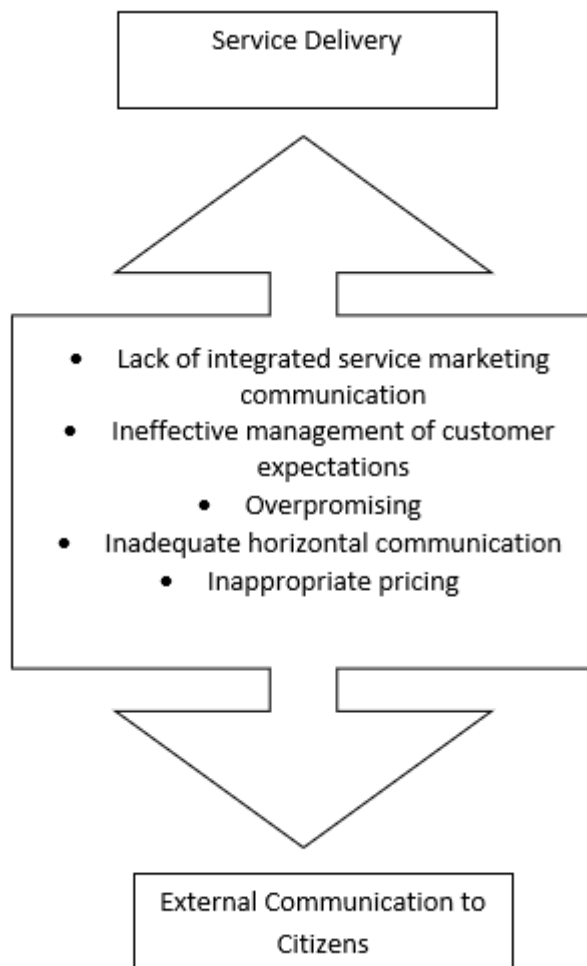 Service Delivery
• Lack of integrated service marketing
communication
• Ineffective management of customer
expectations
• Overpromising
• Inadequate horizontal communication
• Inappropriate pricing
External Communication to
Citizens